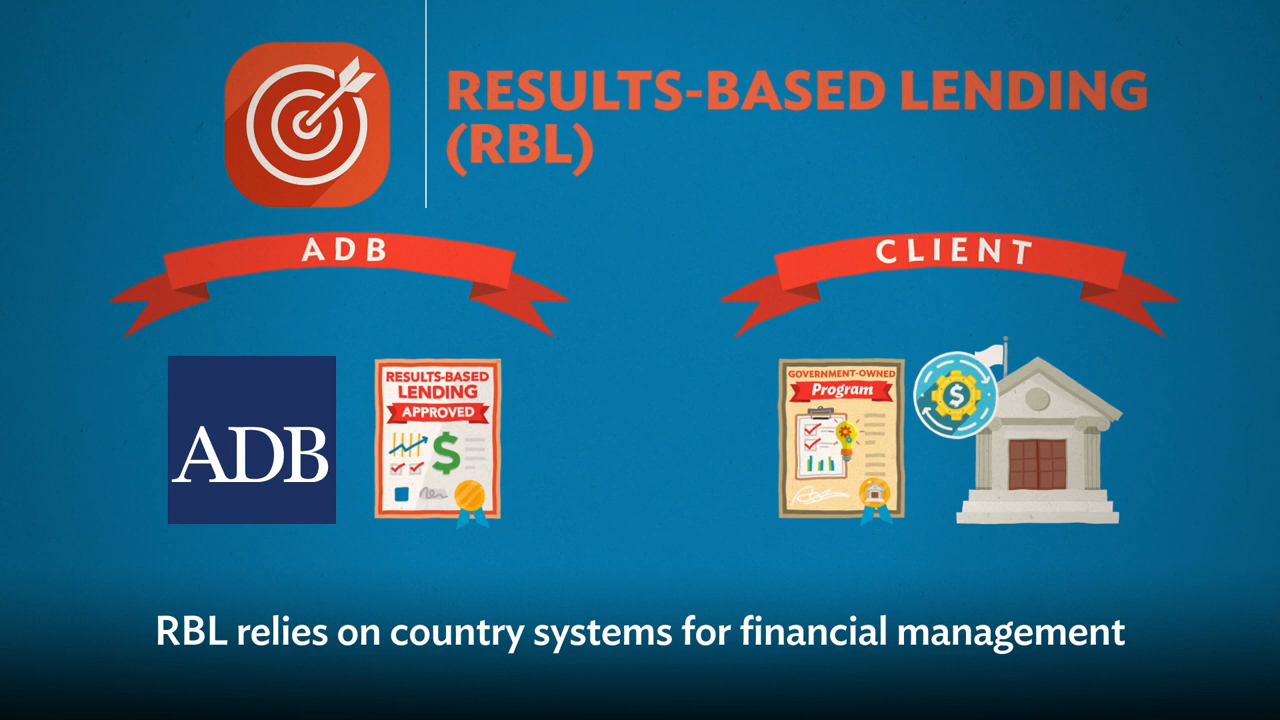 RESULTS-BASED LENDING
(RBL)
ADB
CLIENT
ADB
RESULTS-BASED
LENDING
APPROVED
$
GOVERNMENT-OWNED
Program
$
RBL relies on country systems for financial management